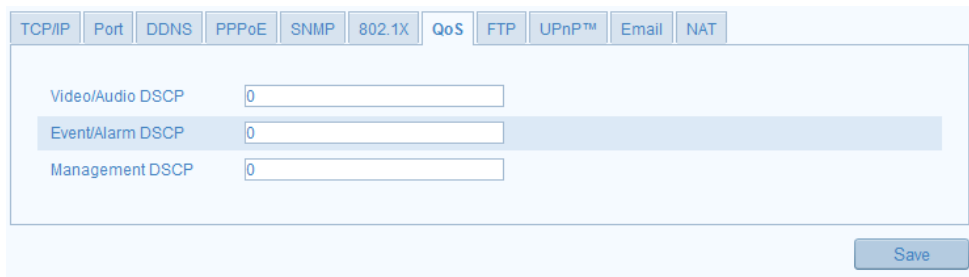 TCP/IP Port DDNS PPPoE SNMP 802.1X QoS FTP UPnP™ Email NAT
Video/Audio DSCP 0
Event/Alarm DSCP 0
Management DSCP 0
Save